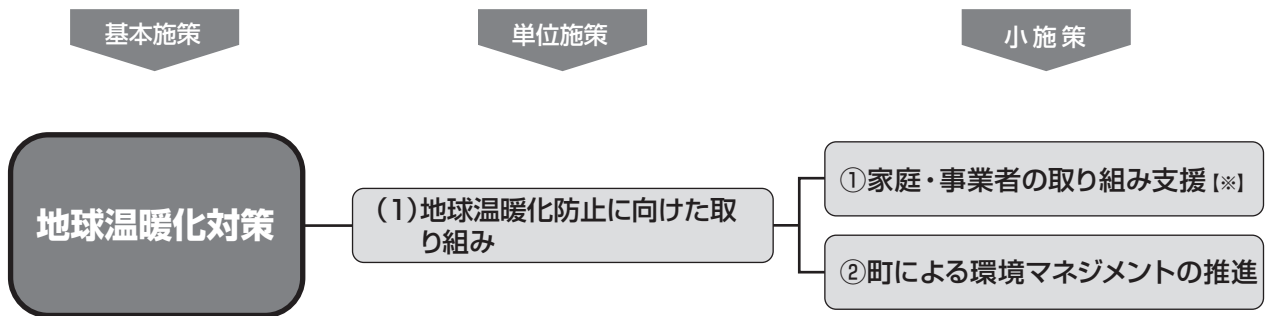 基本施策
単位施策
小施策
地球温暖化対策
(1)地球温暖化防止に向けた取
り組み
①家庭・事業者の取り組み支援【※】
②町による環境マネジメントの推進